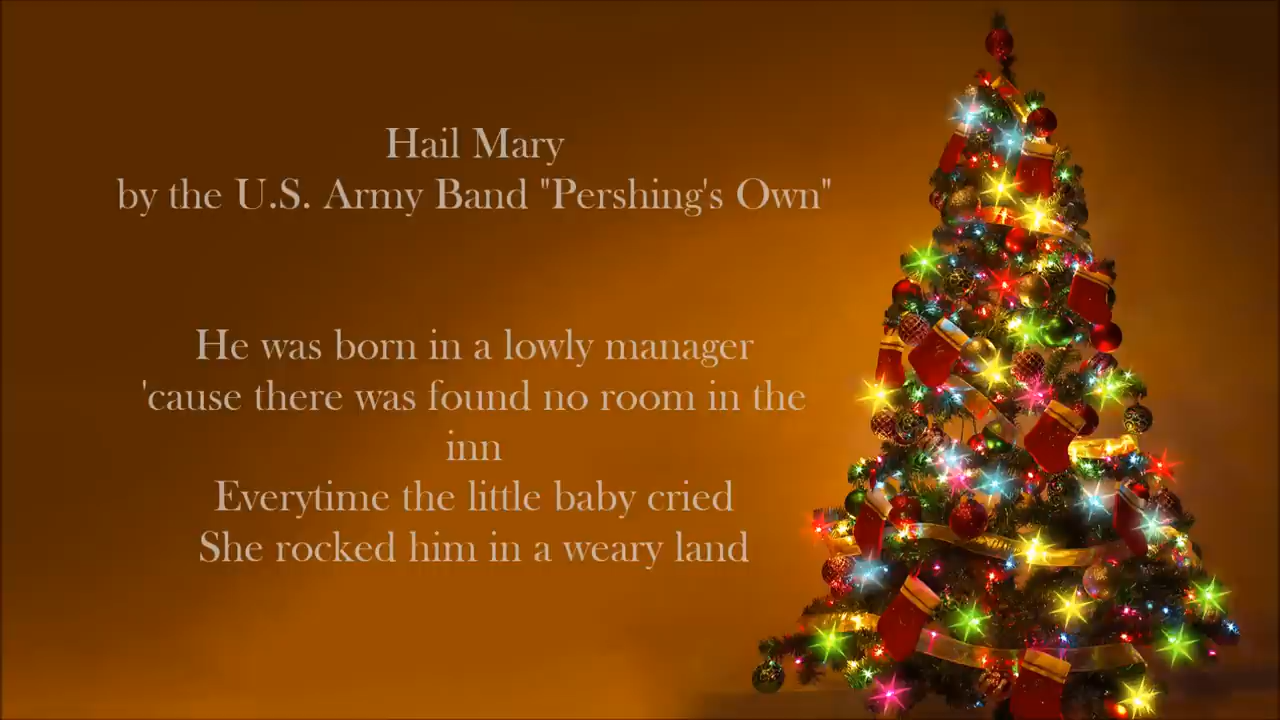 Hail Mary
by the U.S. Army Band "Pershing's Own"
He was born in a lowly manager
'cause there was found no room in the
inn
Everytime the little baby cried
She rocked him in a weary land